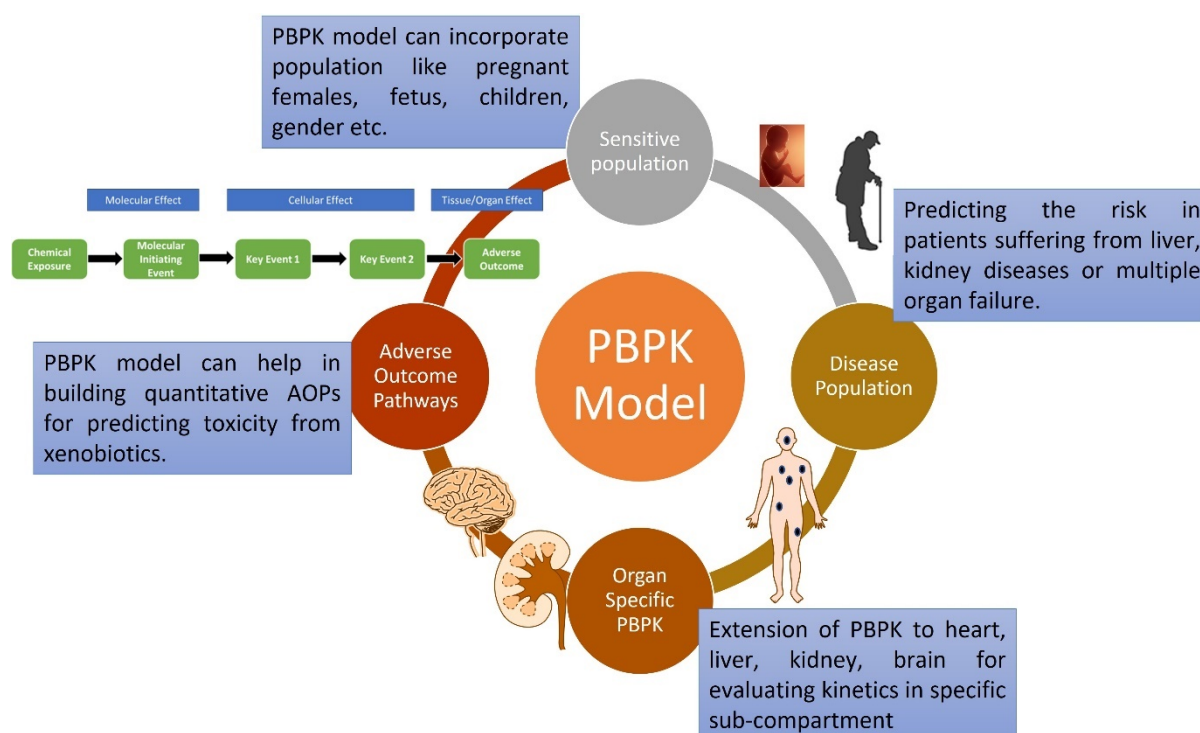 PBPK model can incorporate
population like pregnant
females, fetus, children,
gender etc.
Sensitive
population
Molecular Effect
Cellular Effect
Tissue/Organ Effect
Chemical
Exposure
Molecular
Initiating
Event
Key Event 1
Key Event 2
Adverse
Outcome
Predicting the risk in
patients suffering from liver,
kidney diseases or multiple
organ failure.
PBPK model can help in
building quantitative AOPs
for predicting toxicity from
xenobiotics.
Adverse
Outcome
Pathways
PBPK
Model
Disease
Population
Organ
Specific
PBPK
Extension of PBPK to heart,
liver, kidney, brain for
evaluating kinetics in specific
sub-compartment